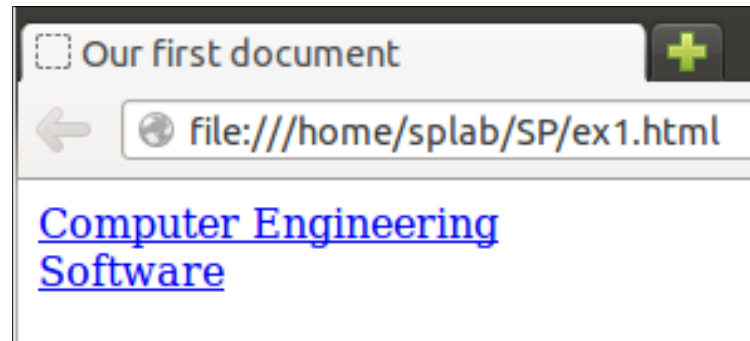 Our first document
file:///home/splab/SP/ex1.html
Computer Engineering
Software